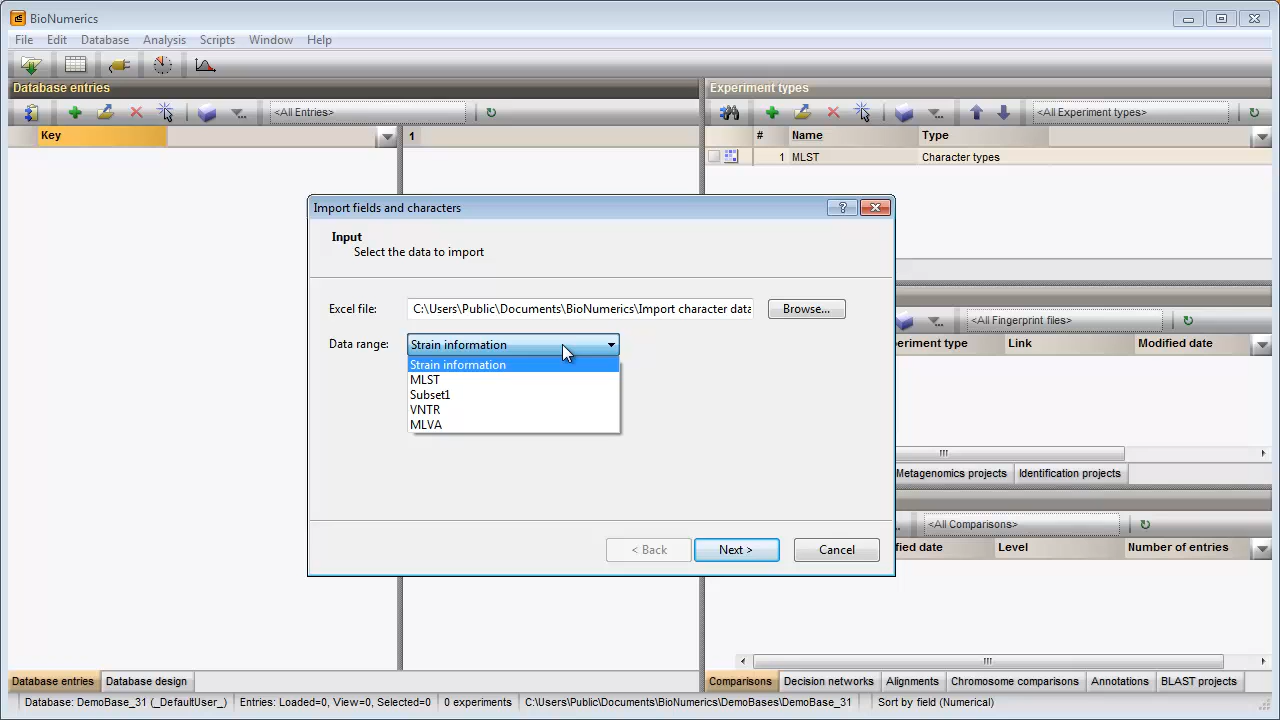 BioNumerics
File Edit Database Analysis Scripts Window Help
Database entries
<All Entries>
Key
1
Experiment types
<All Experiment types>
# Name Type
1 MLST Character types
Import fields and characters
Input
Select the data to import
Excel file: C:\Users\Public\Documents\BioNumerics\Import character data Browse...
Data range: Strain information
Strain information
MLST
Subset1
VNTR
MLVA
< Back Next > Cancel
<All Fingerprint files>
periment type Link Modified date
Metagenomics projects Identification projects
<All Comparisons>
fied date Level Number of entries
Database entries Database design
Comparisons Decision networks Alignments Chromosome comparisons Annotations BLAST projects
Database: DemoBase_31 (_DefaultUser_) Entries: Loaded=0, View=0, Selected=0 0 experiments C:\Users\Public\Documents\BioNumerics\DemoBases\DemoBase_31 Sort by field (Numerical)